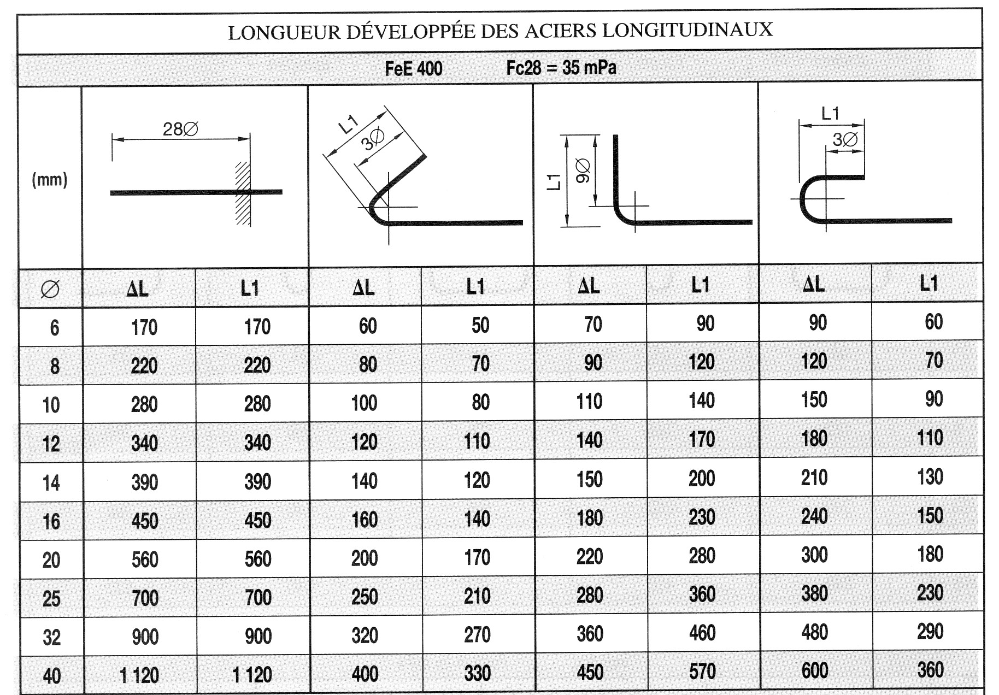 LONGUEUR DÉVELOPPÉE DES ACIERS LONGITUDINAUX
FeE 400 Fc28 = 35 mPa
(mm)
28∅
L1
3∅
L1
9∅
L1
3∅
∅ ΔL L1 ΔL L1 ΔL L1 ΔL L1
6 170 170 60 50 70 90 90 60
8 220 220 80 70 90 120 120 70
10 280 280 100 80 110 140 150 90
12 340 340 120 110 140 170 180 110
14 390 390 140 120 150 200 210 130
16 450 450 160 140 180 230 240 150
20 560 560 200 170 220 280 300 180
25 700 700 250 210 280 360 380 230
32 900 900 320 270 360 460 480 290
40 1 120 1 120 400 330 450 570 600 360